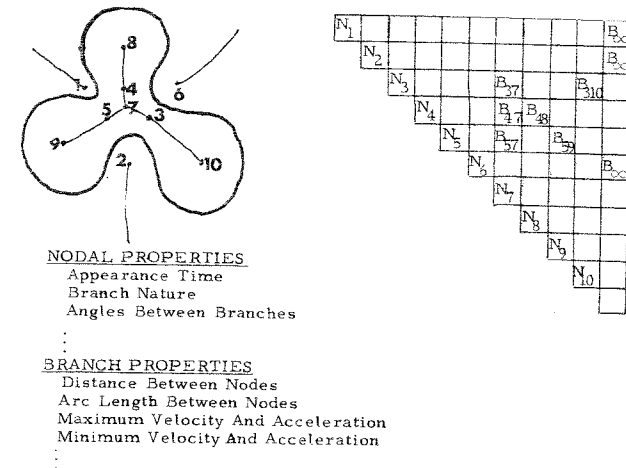 8
1
6
4
7
5
3
9
2
10
N1 B∞
N2 B∞
N3 B37 B310
N4 B47 B48
N5 B57 B59
N6 B∞
N7
N8
N9
N10
NODAL PROPERTIES
Appearance Time
Branch Nature
Angles Between Branches
⋮
BRANCH PROPERTIES
Distance Between Nodes
Arc Length Between Nodes
Maximum Velocity And Acceleration
Minimum Velocity And Acceleration
⋮